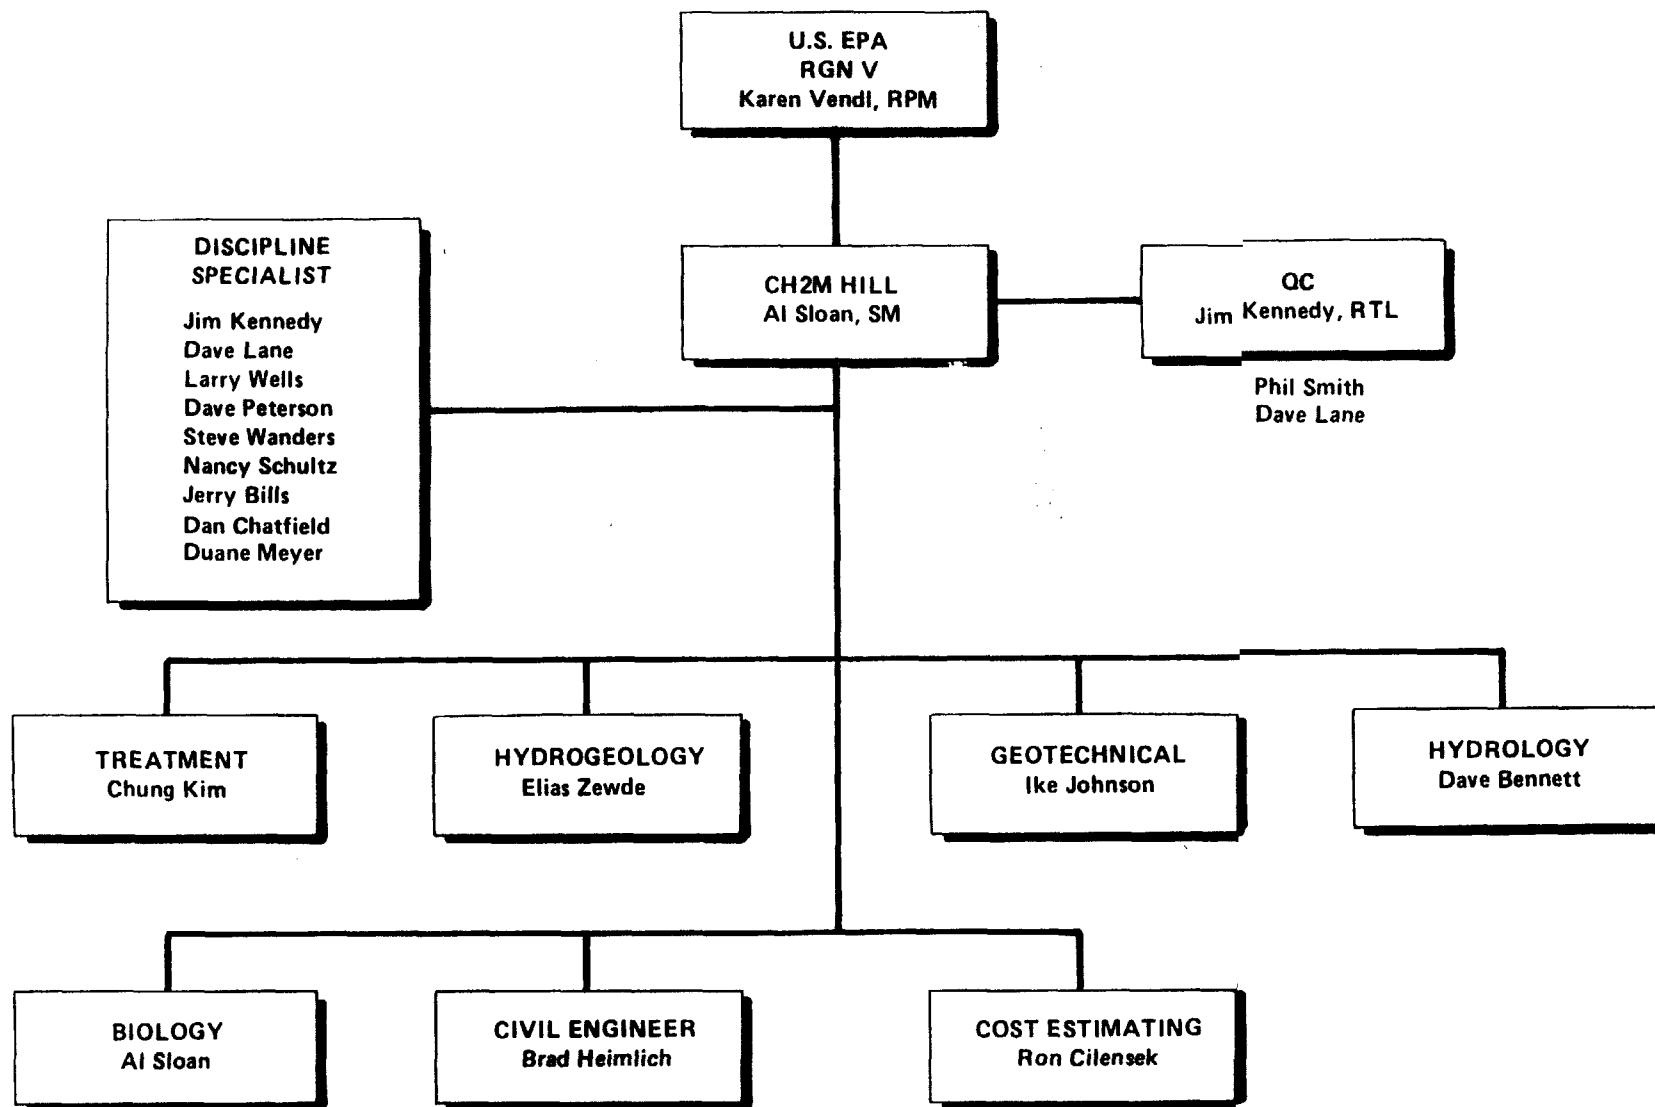 U.S. EPA
RGN V
Karen Vendl, RPM
DISCIPLINE
SPECIALIST
Jim Kennedy
Dave Lane
Larry Wells
Dave Peterson
Steve Wanders
Nancy Schultz
Jerry Bills
Dan Chatfield
Duane Meyer
CH2M HILL
Al Sloan, SM
QC
Jim Kennedy, RTL
Phil Smith
Dave Lane
TREATMENT
Chung Kim
HYDROGEOLOGY
Elias Zewde
GEOTECHNICAL
Ike Johnson
HYDROLOGY
Dave Bennett
BIOLOGY
Al Sloan
CIVIL ENGINEER
Brad Heimlich
COST ESTIMATING
Ron Cilensek